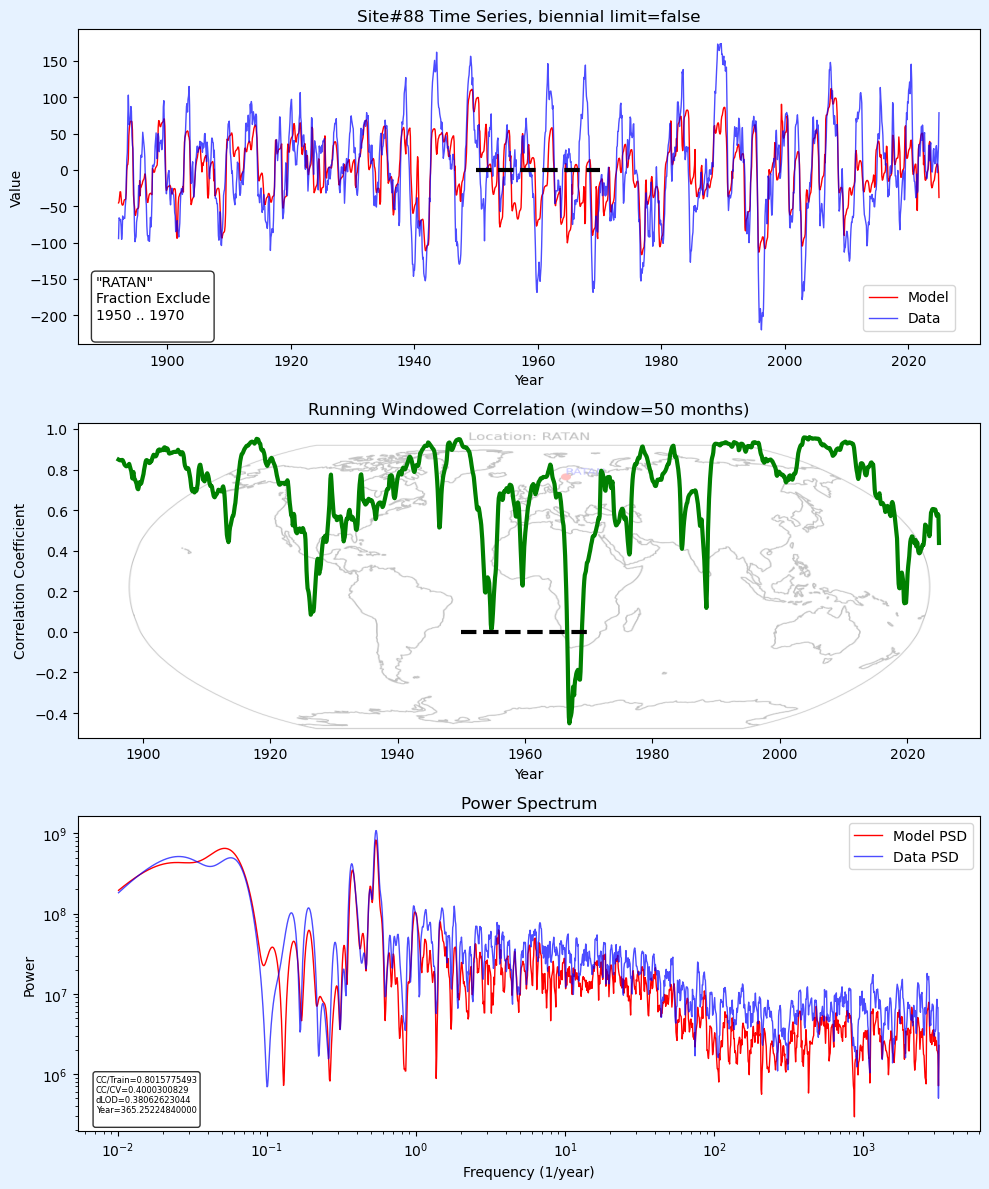 Site#88 Time Series, biennial limit=false
150
100
50
0
−50
−100
−150
−200
Value
"RATAN"
Fraction Exclude
1950 .. 1970
Model
Data
1900
1920
1940
1960
1980
2000
2020
Year
Running Windowed Correlation (window=50 months)
Location: RATAN
1.0
0.8
0.6
0.4
0.2
0.0
−0.2
−0.4
Correlation Coefficient
1900
1920
1940
1960
1980
2000
2020
Year
Power Spectrum
10⁹
10⁸
10⁷
10⁶
Power
Model PSD
Data PSD
CC/Train=0.8015775493
CC/CV=0.4000300829
dLOD=0.38062623044
Year=365.25224840000
10⁻²
10⁻¹
10⁰
10¹
10²
10³
Frequency (1/year)